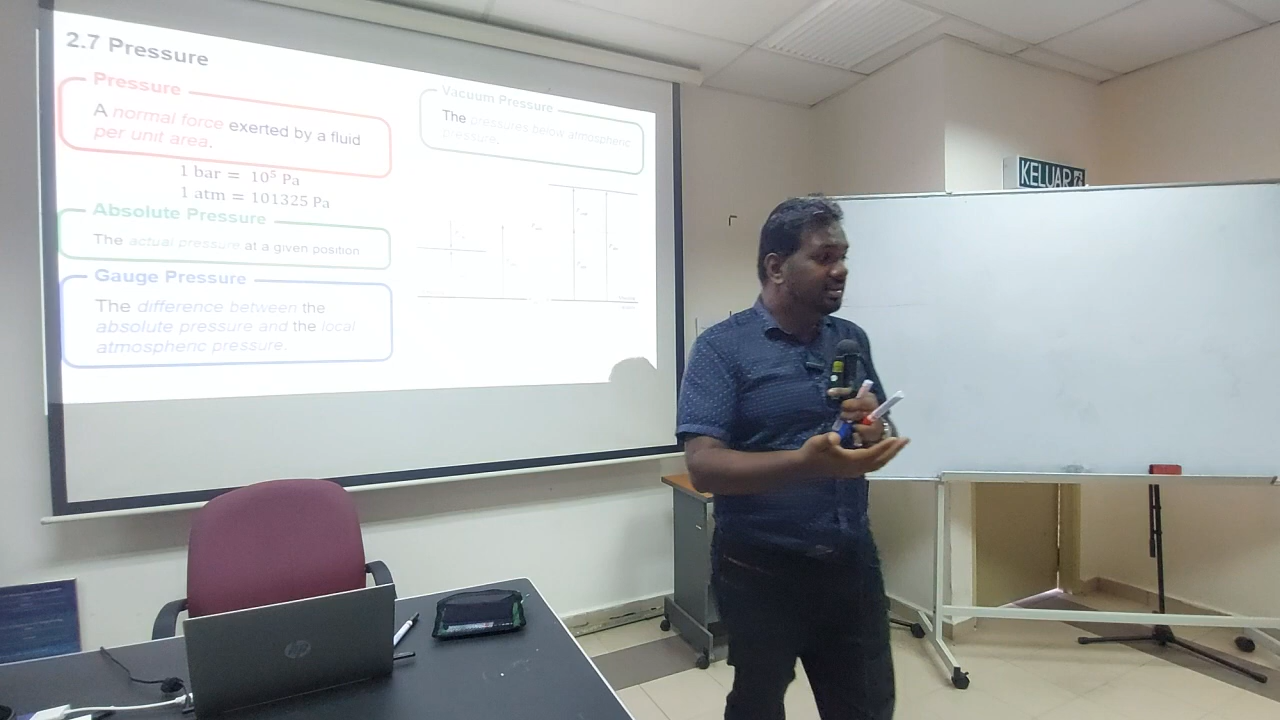 2.7 Pressure
Pressure
A normal force exerted by a fluid
per unit area.
1 bar = 10⁵ Pa
1 atm = 101325 Pa
Absolute Pressure
The actual pressure at a given position
Gauge Pressure
The difference between the
absolute pressure and the local
atmospheric pressure.
Vacuum Pressure
The pressures below atmospheric
pressure.
KELUAR
hp